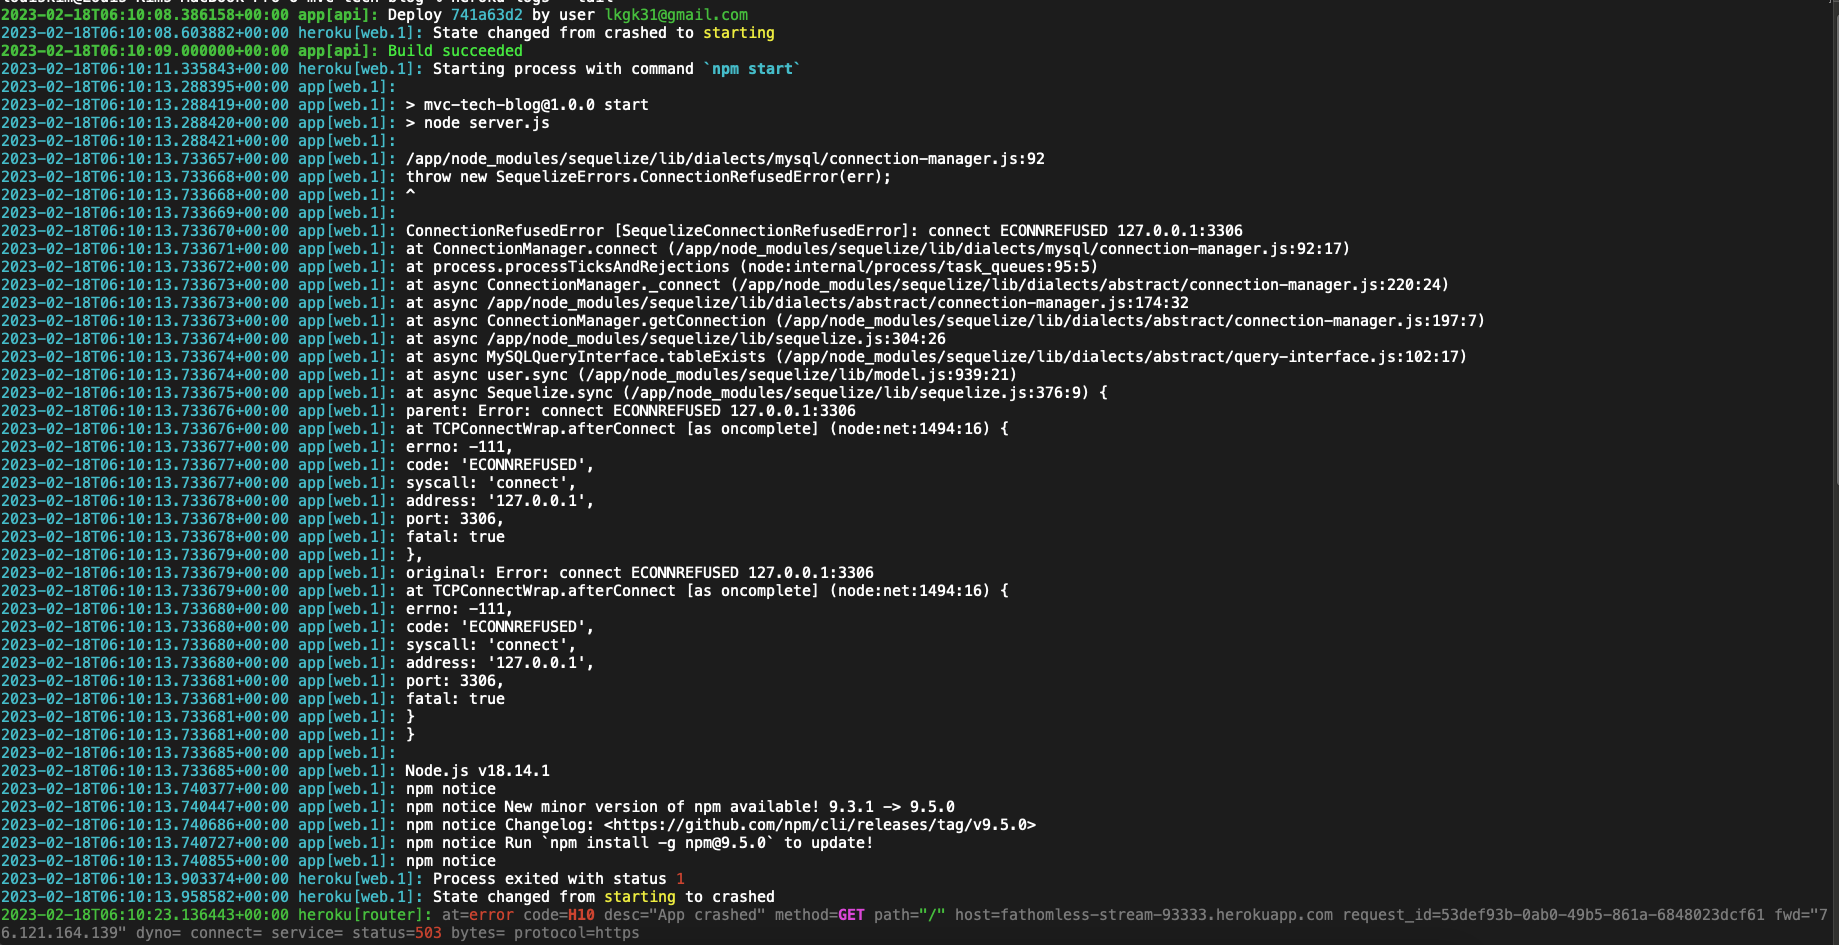 2023-02-18T06:10:08.386158+00:00 app[api]: Deploy 741a63d2 by user lkgk31@gmail.com
2023-02-18T06:10:08.603882+00:00 heroku[web.1]: State changed from crashed to starting
2023-02-18T06:10:09.000000+00:00 app[api]: Build succeeded
2023-02-18T06:10:11.335843+00:00 heroku[web.1]: Starting process with command `npm start`
2023-02-18T06:10:13.288395+00:00 app[web.1]:
2023-02-18T06:10:13.288419+00:00 app[web.1]: > mvc-tech-blog@1.0.0 start
2023-02-18T06:10:13.288420+00:00 app[web.1]: > node server.js
2023-02-18T06:10:13.288421+00:00 app[web.1]:
2023-02-18T06:10:13.733657+00:00 app[web.1]: /app/node_modules/sequelize/lib/dialects/mysql/connection-manager.js:92
2023-02-18T06:10:13.733668+00:00 app[web.1]: throw new SequelizeErrors.ConnectionRefusedError(err);
2023-02-18T06:10:13.733668+00:00 app[web.1]: ^
2023-02-18T06:10:13.733669+00:00 app[web.1]:
2023-02-18T06:10:13.733670+00:00 app[web.1]: ConnectionRefusedError [SequelizeConnectionRefusedError]: connect ECONNREFUSED 127.0.0.1:3306
2023-02-18T06:10:13.733671+00:00 app[web.1]: at ConnectionManager.connect (/app/node_modules/sequelize/lib/dialects/mysql/connection-manager.js:92:17)
2023-02-18T06:10:13.733672+00:00 app[web.1]: at process.processTicksAndRejections (node:internal/process/task_queues:95:5)
2023-02-18T06:10:13.733673+00:00 app[web.1]: at async ConnectionManager._connect (/app/node_modules/sequelize/lib/dialects/abstract/connection-manager.js:220:24)
2023-02-18T06:10:13.733673+00:00 app[web.1]: at async /app/node_modules/sequelize/lib/dialects/abstract/connection-manager.js:174:32
2023-02-18T06:10:13.733673+00:00 app[web.1]: at async ConnectionManager.getConnection (/app/node_modules/sequelize/lib/dialects/abstract/connection-manager.js:197:7)
2023-02-18T06:10:13.733674+00:00 app[web.1]: at async /app/node_modules/sequelize/lib/sequelize.js:304:26
2023-02-18T06:10:13.733674+00:00 app[web.1]: at async MySQLQueryInterface.tableExists (/app/node_modules/sequelize/lib/dialects/abstract/query-interface.js:102:17)
2023-02-18T06:10:13.733674+00:00 app[web.1]: at async user.sync (/app/node_modules/sequelize/lib/model.js:939:21)
2023-02-18T06:10:13.733675+00:00 app[web.1]: at async Sequelize.sync (/app/node_modules/sequelize/lib/sequelize.js:376:9) {
2023-02-18T06:10:13.733676+00:00 app[web.1]: parent: Error: connect ECONNREFUSED 127.0.0.1:3306
2023-02-18T06:10:13.733676+00:00 app[web.1]: at TCPConnectWrap.afterConnect [as oncomplete] (node:net:1494:16) {
2023-02-18T06:10:13.733677+00:00 app[web.1]: errno: -111,
2023-02-18T06:10:13.733677+00:00 app[web.1]: code: 'ECONNREFUSED',
2023-02-18T06:10:13.733677+00:00 app[web.1]: syscall: 'connect',
2023-02-18T06:10:13.733678+00:00 app[web.1]: address: '127.0.0.1',
2023-02-18T06:10:13.733678+00:00 app[web.1]: port: 3306,
2023-02-18T06:10:13.733678+00:00 app[web.1]: fatal: true
2023-02-18T06:10:13.733679+00:00 app[web.1]: },
2023-02-18T06:10:13.733679+00:00 app[web.1]: original: Error: connect ECONNREFUSED 127.0.0.1:3306
2023-02-18T06:10:13.733679+00:00 app[web.1]: at TCPConnectWrap.afterConnect [as oncomplete] (node:net:1494:16) {
2023-02-18T06:10:13.733680+00:00 app[web.1]: errno: -111,
2023-02-18T06:10:13.733680+00:00 app[web.1]: code: 'ECONNREFUSED',
2023-02-18T06:10:13.733680+00:00 app[web.1]: syscall: 'connect',
2023-02-18T06:10:13.733680+00:00 app[web.1]: address: '127.0.0.1',
2023-02-18T06:10:13.733681+00:00 app[web.1]: port: 3306,
2023-02-18T06:10:13.733681+00:00 app[web.1]: fatal: true
2023-02-18T06:10:13.733681+00:00 app[web.1]: }
2023-02-18T06:10:13.733681+00:00 app[web.1]: }
2023-02-18T06:10:13.733685+00:00 app[web.1]:
2023-02-18T06:10:13.733685+00:00 app[web.1]: Node.js v18.14.1
2023-02-18T06:10:13.740377+00:00 app[web.1]: npm notice
2023-02-18T06:10:13.740447+00:00 app[web.1]: npm notice New minor version of npm available! 9.3.1 -> 9.5.0
2023-02-18T06:10:13.740686+00:00 app[web.1]: npm notice Changelog: <https://github.com/npm/cli/releases/tag/v9.5.0>
2023-02-18T06:10:13.740727+00:00 app[web.1]: npm notice Run `npm install -g npm@9.5.0` to update!
2023-02-18T06:10:13.740855+00:00 app[web.1]: npm notice
2023-02-18T06:10:13.903374+00:00 heroku[web.1]: Process exited with status 1
2023-02-18T06:10:13.958582+00:00 heroku[web.1]: State changed from starting to crashed
2023-02-18T06:10:23.136443+00:00 heroku[router]: at=error code=H10 desc="App crashed" method=GET path="/" host=fathomless-stream-93333.herokuapp.com request_id=53def93b-0ab0-49b5-861a-6848023dcf61 fwd="7
6.121.164.139" dyno= connect= service= status=503 bytes= protocol=https